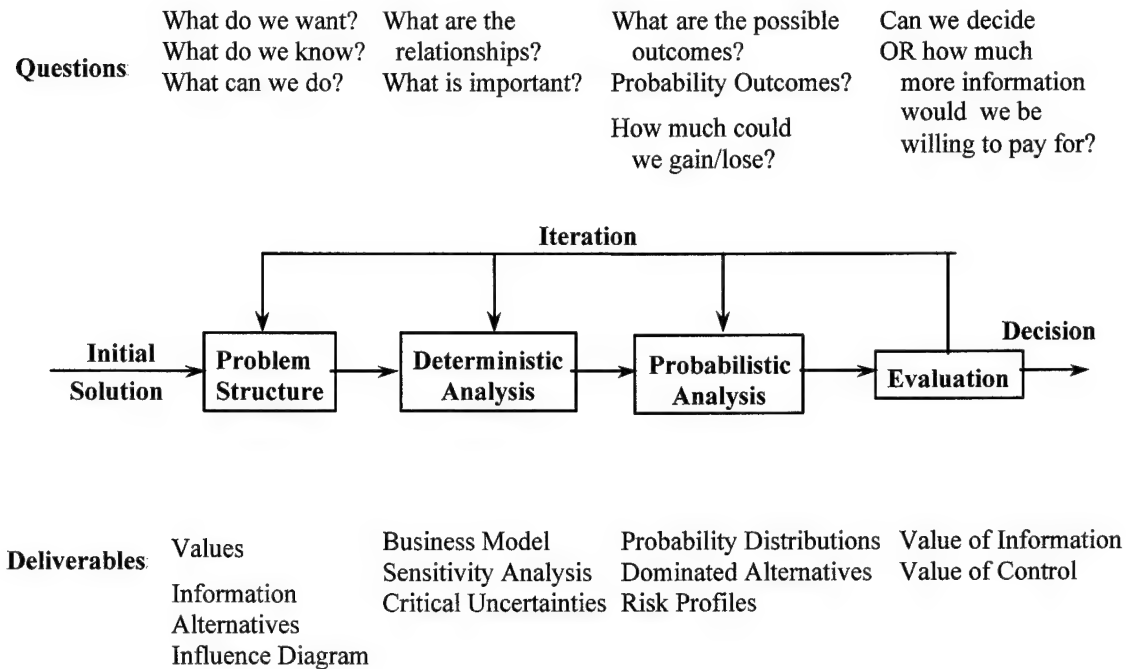 Questions:
What do we want?
What do we know?
What can we do?
What are the
relationships?
What is important?
What are the possible
outcomes?
Probability Outcomes?
How much could
we gain/lose?
Can we decide
OR how much
more information
would we be
willing to pay for?
Iteration
Initial
Solution
Problem
Structure
Deterministic
Analysis
Probabilistic
Analysis
Evaluation
Decision
Deliverables:
Values
Information
Alternatives
Influence Diagram
Business Model
Sensitivity Analysis
Critical Uncertainties
Probability Distributions
Dominated Alternatives
Risk Profiles
Value of Information
Value of Control